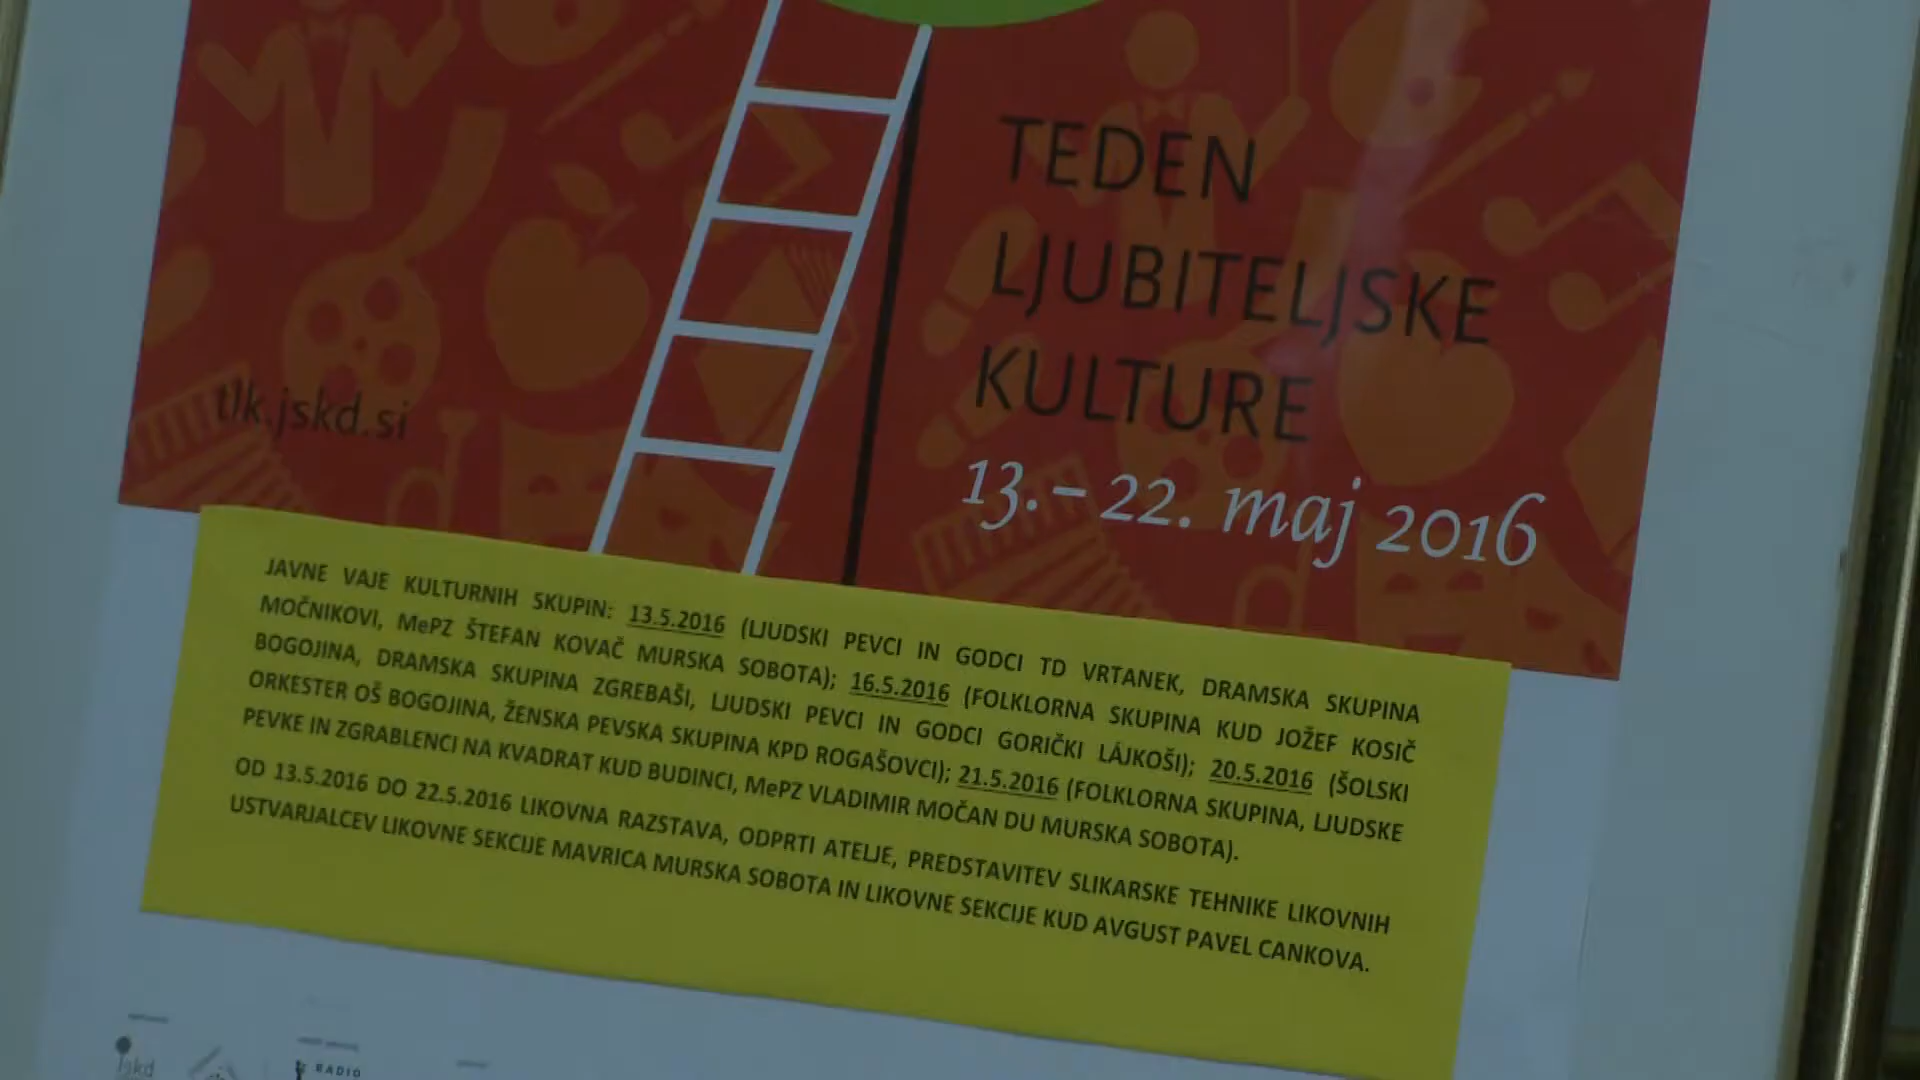 TEDEN
LJUBITELJSKE
KULTURE
13. – 22. maj 2016
tlk.jskd.si
JAVNE VAJE KULTURNIH SKUPIN: 13.5.2016 (LJUDSKI PEVCI IN GODCI TD VRTANEK, DRAMSKA SKUPINA
MOČNIKOVI, MePZ ŠTEFAN KOVAČ MURSKA SOBOTA); 16.5.2016 (FOLKLORNA SKUPINA KUD JOŽEF KOSIČ
BOGOJINA, DRAMSKA SKUPINA ZGREBAŠI, LJUDSKI PEVCI IN GODCI GORIČKI LÁJKOŠI); 20.5.2016 (ŠOLSKI
ORKESTER OŠ BOGOJINA, ŽENSKA PEVSKA SKUPINA KPD ROGAŠOVCI); 21.5.2016 (FOLKLORNA SKUPINA, LJUDSKE
PEVKE IN ZGRABLENCI NA KVADRAT KUD BUDINCI, MePZ VLADIMIR MOČAN DU MURSKA SOBOTA).
OD 13.5.2016 DO 22.5.2016 LIKOVNA RAZSTAVA, ODPRTI ATELJE, PREDSTAVITEV SLIKARSKE TEHNIKE LIKOVNIH
USTVARJALCEV LIKOVNE SEKCIJE MAVRICA MURSKA SOBOTA IN LIKOVNE SEKCIJE KUD AVGUST PAVEL CANKOVA.
jskd
RADIO